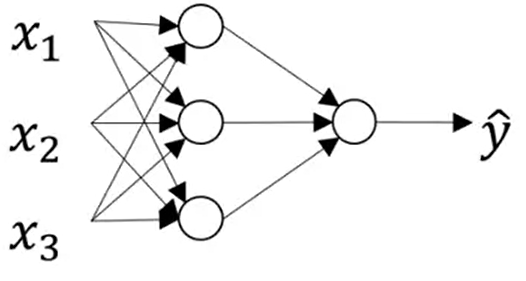 x₁
x₂
ŷ
x₃